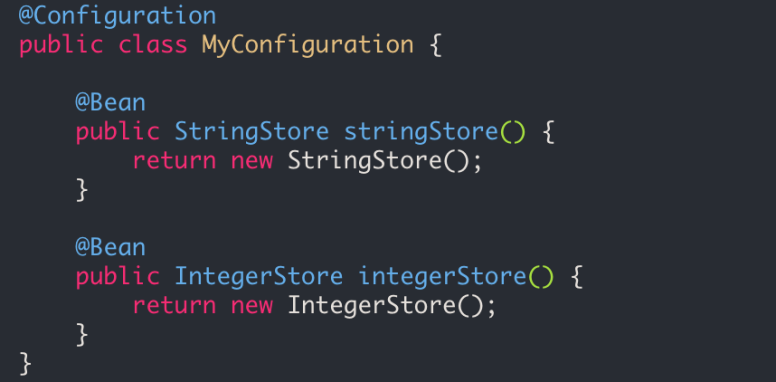 @Configuration
public class MyConfiguration {
@Bean
public StringStore stringStore() {
return new StringStore();
}
@Bean
public IntegerStore integerStore() {
return new IntegerStore();
}
}